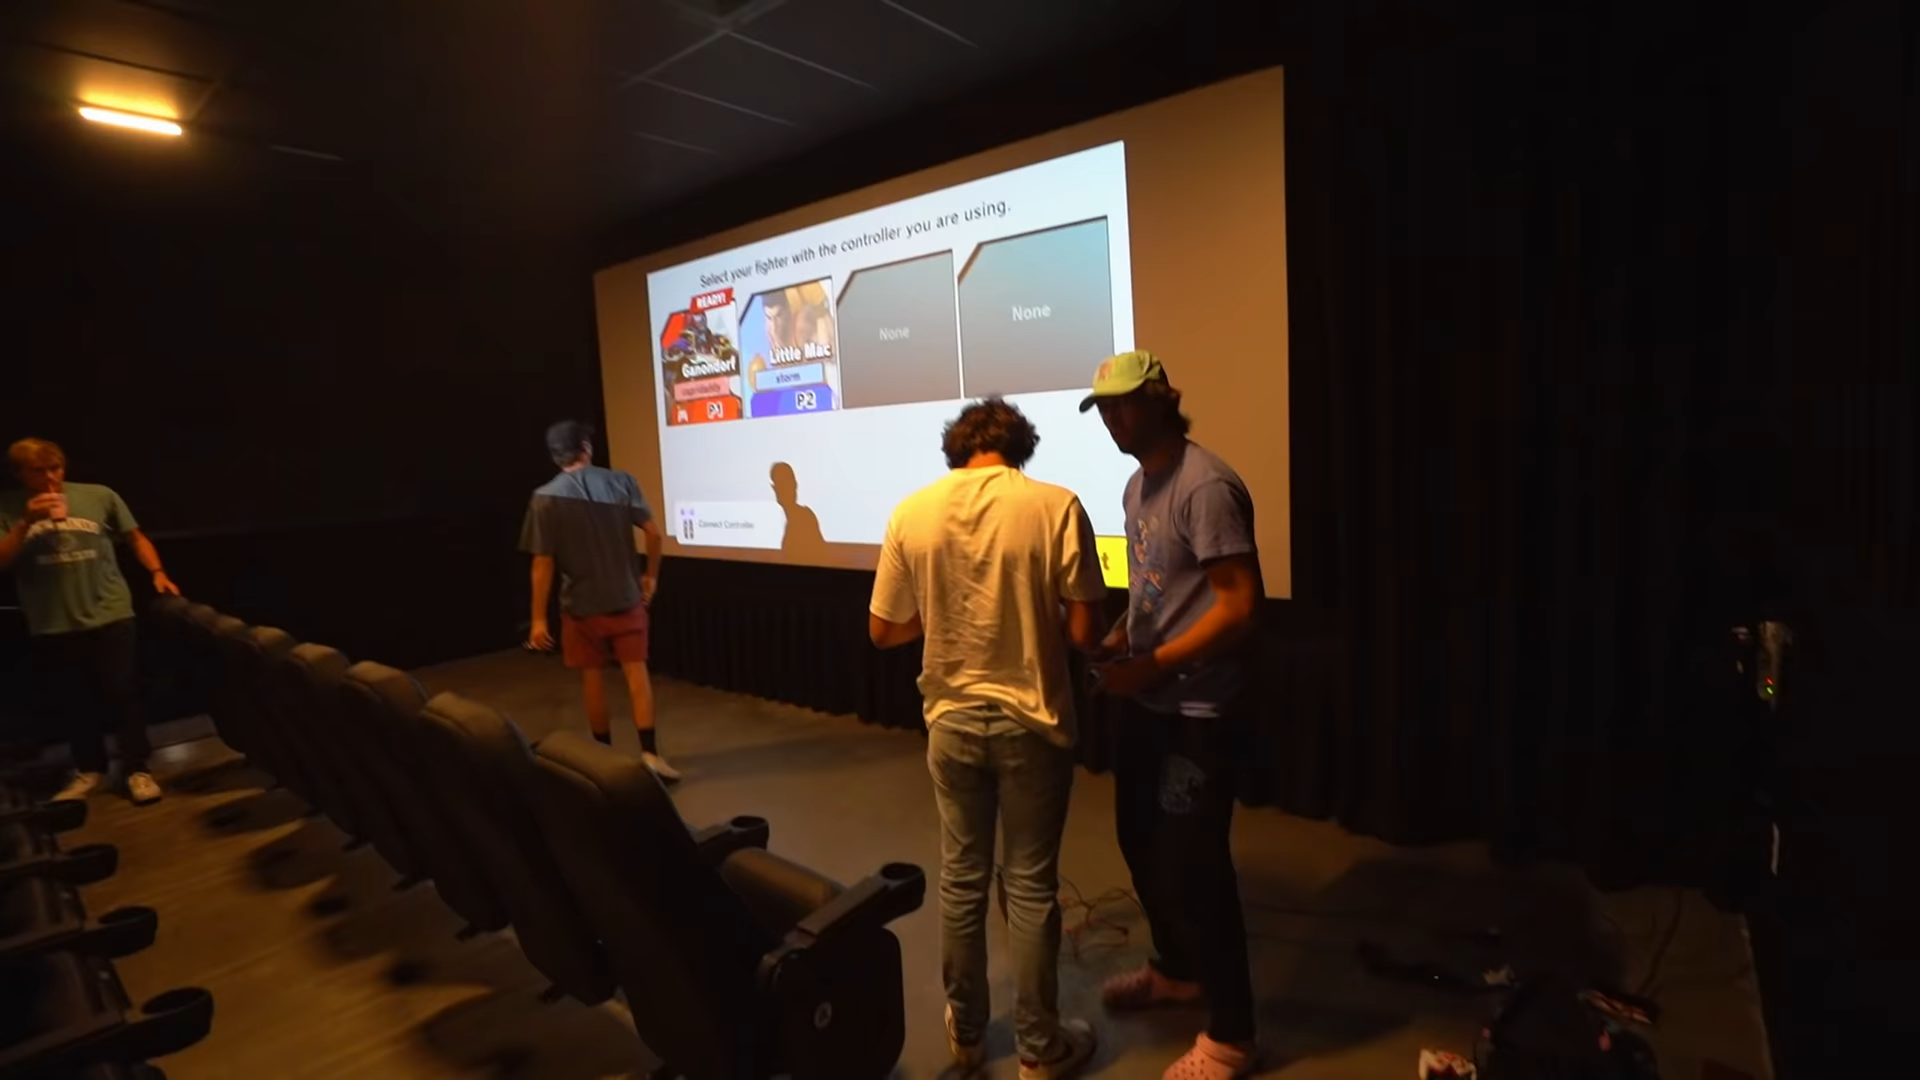 Select your fighter with the controller you are using.
READY!
Ganondorf
P1
Little Mac
storm
P2
None
None
Connect Controller
t